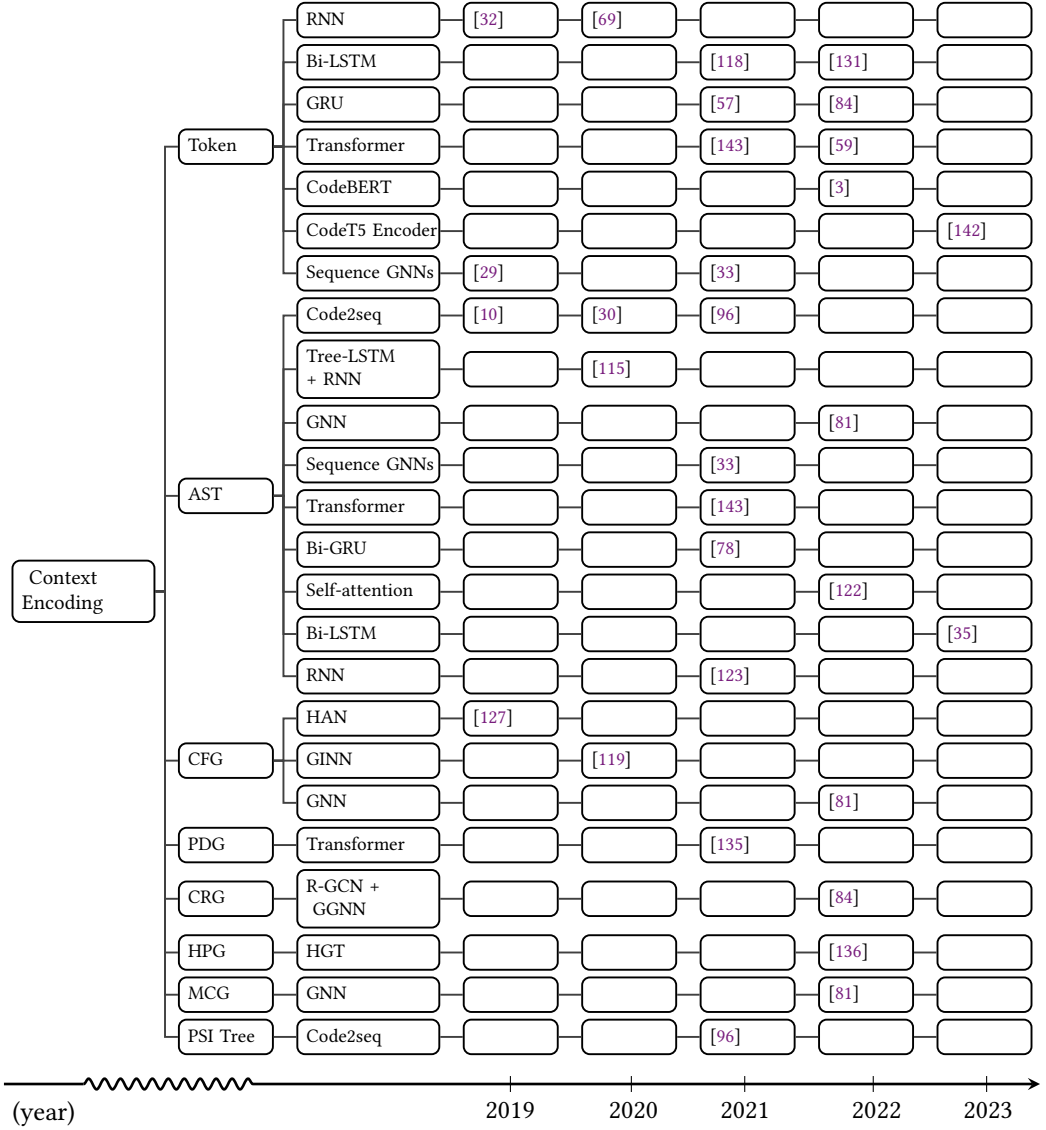 RNN [32] [69]
Bi-LSTM [118] [131]
GRU [57] [84]
Token Transformer [143] [59]
CodeBERT [3]
CodeT5 Encoder [142]
Sequence GNNs [29] [33]
Code2seq [10] [30] [96]
Tree-LSTM
+ RNN [115]
GNN [81]
Sequence GNNs [33]
AST Transformer [143]
Bi-GRU [78]
Context
Encoding
Self-attention [122]
Bi-LSTM [35]
RNN [123]
HAN [127]
CFG GINN [119]
GNN [81]
PDG Transformer [135]
CRG R-GCN +
GGNN [84]
HPG HGT [136]
MCG GNN [81]
PSI Tree Code2seq [96]
(year) 2019 2020 2021 2022 2023